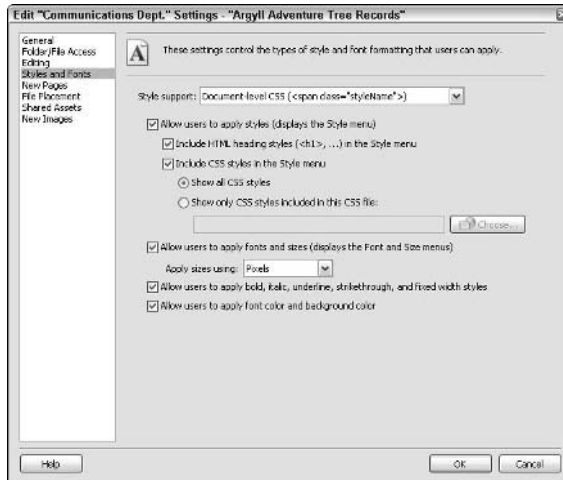 Edit "Communications Dept." Settings - "Argyll Adventure Tree Records"
General
Folder/File Access
Editing
Styles and Fonts
New Pages
File Placement
Shared Assets
New Images
A
These settings control the types of style and font formatting that users can apply.
Style support: Document-level CSS (<span class="styleName">)
Allow users to apply styles (displays the Style menu)
Include HTML heading styles (<h1>, ...) in the Style menu
Include CSS styles in the Style menu
Show all CSS styles
Show only CSS styles included in this CSS file:
Choose...
Allow users to apply fonts and sizes (displays the Font and Size menus)
Apply sizes using: Pixels
Allow users to apply bold, italic, underline, strikethrough, and fixed width styles
Allow users to apply font color and background color
Help
OK
Cancel